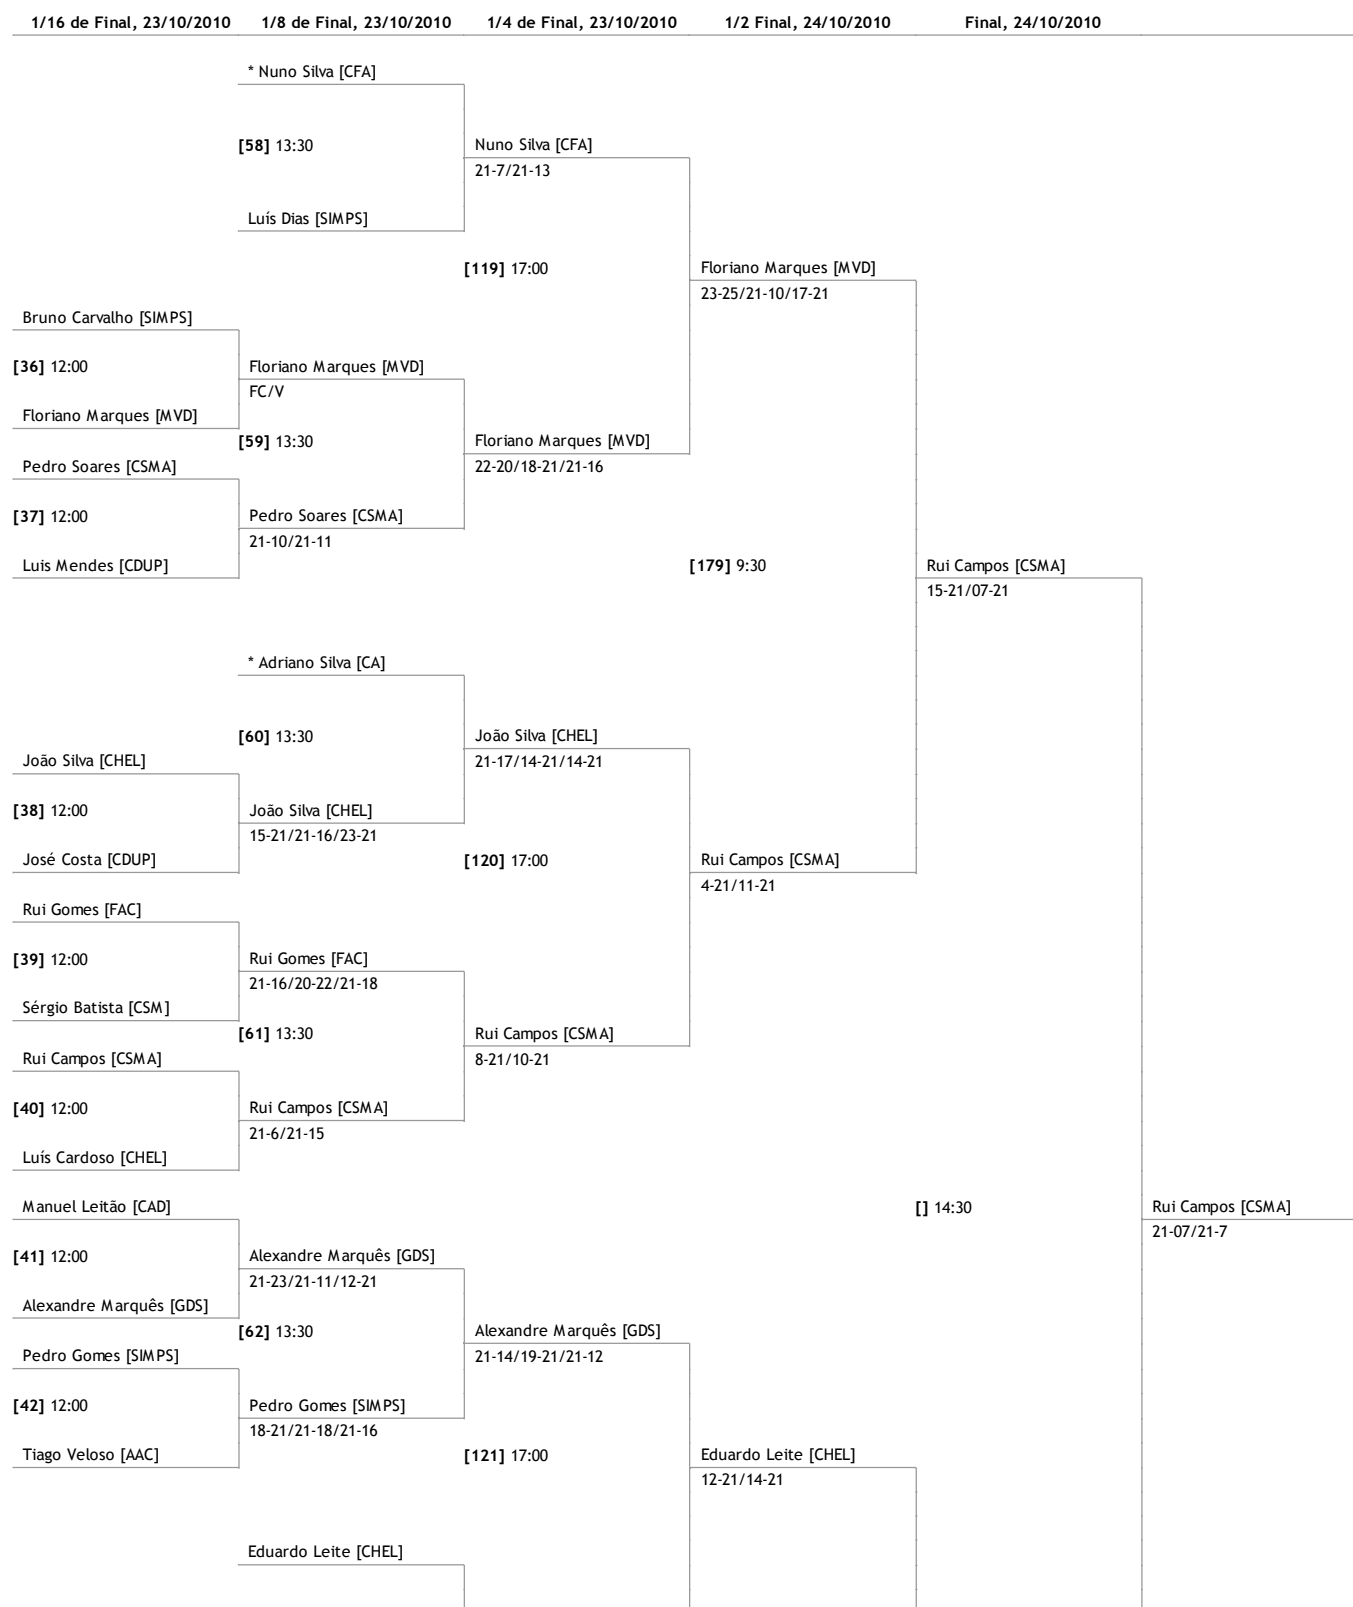 1/16 de Final, 23/10/2010 1/8 de Final, 23/10/2010 1/4 de Final, 23/10/2010 1/2 Final, 24/10/2010 Final, 24/10/2010
* Nuno Silva [CFA]
[58] 13:30 Nuno Silva [CFA]
21-7/21-13
Luís Dias [SIMPS]
[119] 17:00 Floriano Marques [MVD]
23-25/21-10/17-21
Bruno Carvalho [SIMPS]
[36] 12:00 Floriano Marques [MVD]
FC/V
Floriano Marques [MVD]
[59] 13:30 Floriano Marques [MVD]
Pedro Soares [CSMA] 22-20/18-21/21-16
[37] 12:00 Pedro Soares [CSMA]
21-10/21-11
Luis Mendes [CDUP] [179] 9:30 Rui Campos [CSMA]
15-21/07-21
* Adriano Silva [CA]
[60] 13:30 João Silva [CHEL]
João Silva [CHEL] 21-17/14-21/14-21
[38] 12:00 João Silva [CHEL]
15-21/21-16/23-21
José Costa [CDUP] [120] 17:00 Rui Campos [CSMA]
4-21/11-21
Rui Gomes [FAC]
[39] 12:00 Rui Gomes [FAC]
21-16/20-22/21-18
Sérgio Batista [CSM]
[61] 13:30 Rui Campos [CSMA]
Rui Campos [CSMA] 8-21/10-21
[40] 12:00 Rui Campos [CSMA]
21-6/21-15
Luís Cardoso [CHEL]
Manuel Leitão [CAD] [] 14:30 Rui Campos [CSMA]
21-07/21-7
[41] 12:00 Alexandre Marquês [GDS]
21-23/21-11/12-21
Alexandre Marquês [GDS]
[62] 13:30 Alexandre Marquês [GDS]
Pedro Gomes [SIMPS] 21-14/19-21/21-12
[42] 12:00 Pedro Gomes [SIMPS]
18-21/21-18/21-16
Tiago Veloso [AAC] [121] 17:00 Eduardo Leite [CHEL]
12-21/14-21
Eduardo Leite [CHEL]